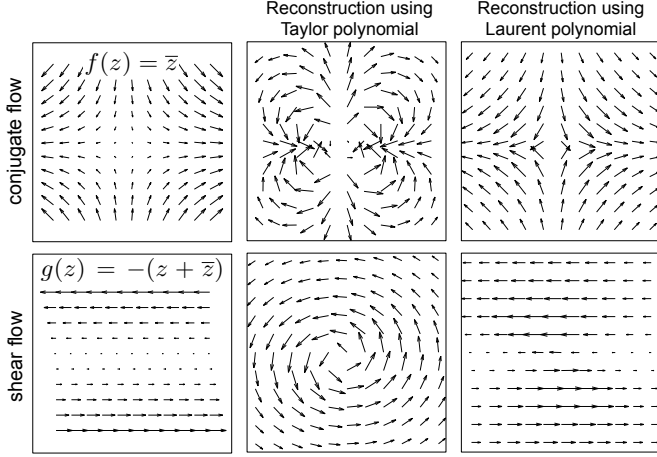 Reconstruction using
Taylor polynomial
Reconstruction using
Laurent polynomial
conjugate flow
f(z) = z̅
shear flow
g(z) = −(z + z̅)